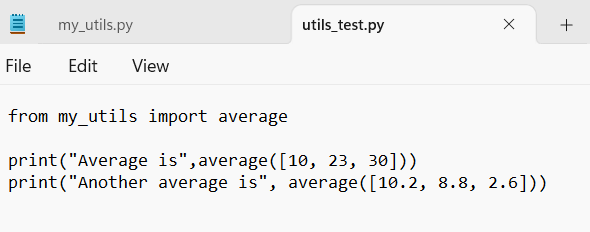 my_utils.py
utils_test.py
File Edit View
from my_utils import average
print("Average is",average([10, 23, 30]))
print("Another average is", average([10.2, 8.8, 2.6]))